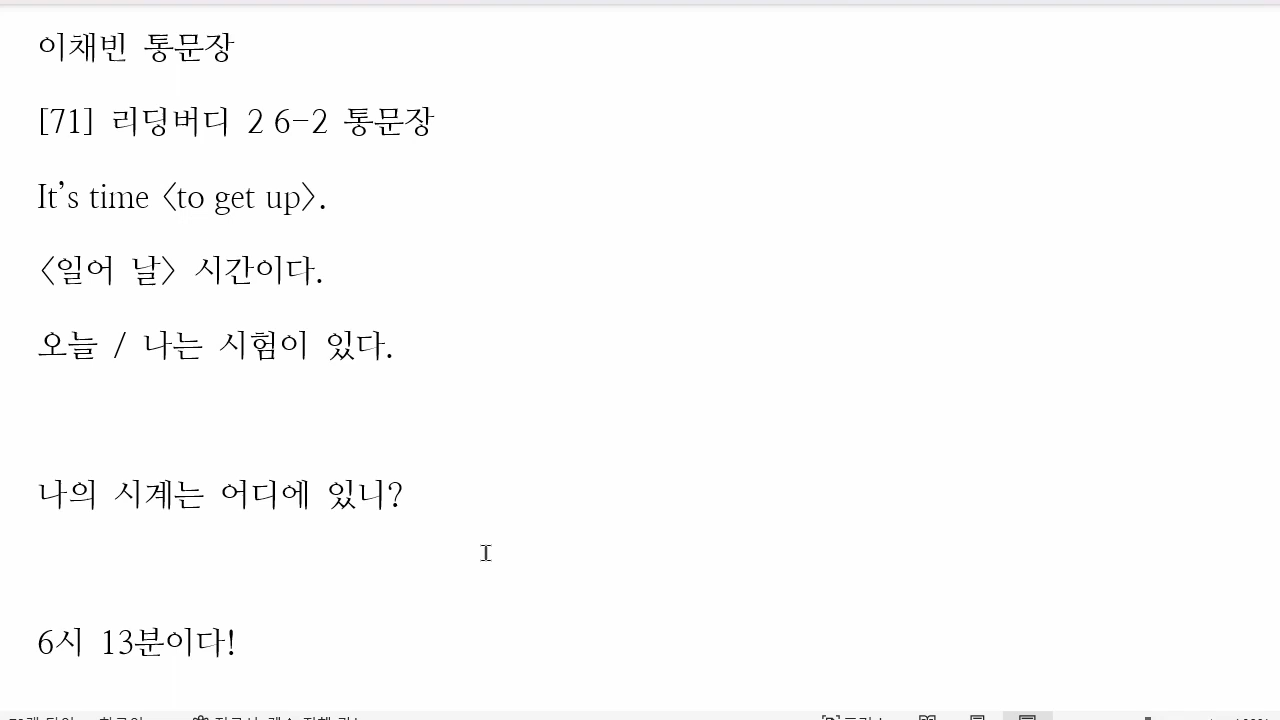 이채빈 통문장
[71] 리딩버디 2 6-2 통문장
It's time <to get up>.
<일어 날> 시간이다.
오늘 / 나는 시험이 있다.
나의 시계는 어디에 있니?
6시 13분이다!